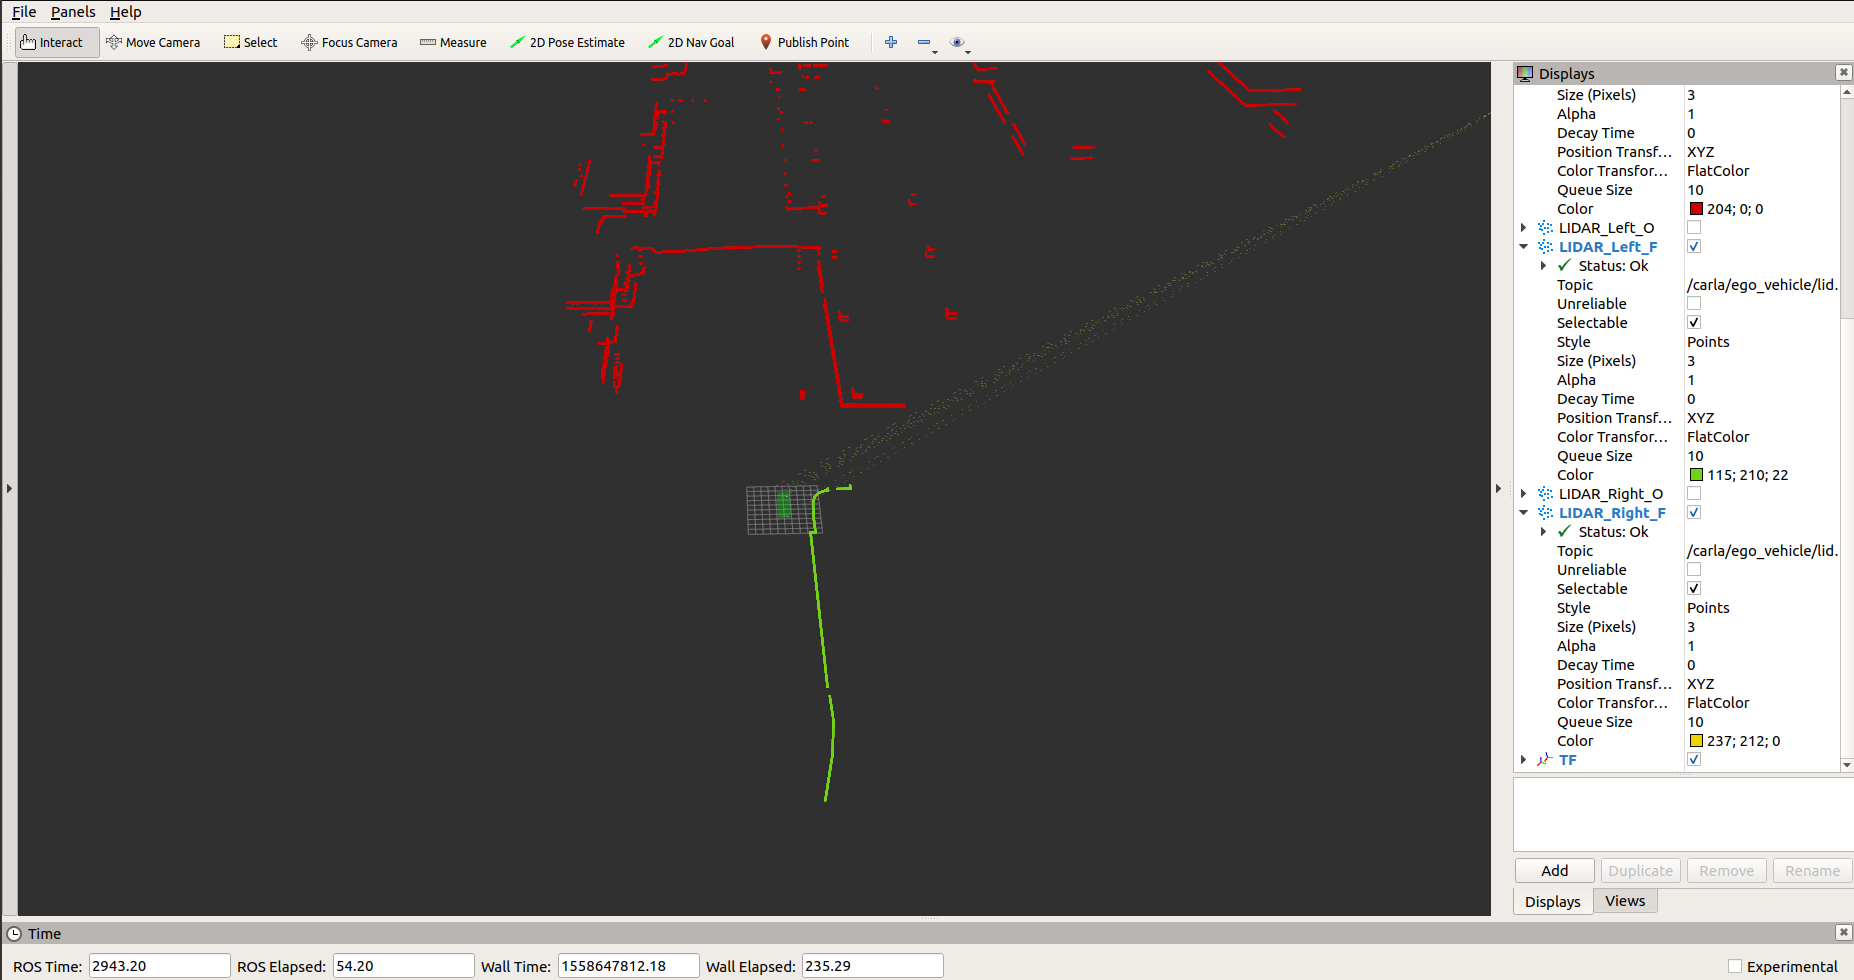 File Panels Help
Interact Move Camera Select Focus Camera Measure 2D Pose Estimate 2D Nav Goal Publish Point
Displays
Size (Pixels) 3
Alpha 1
Decay Time 0
Position Transf... XYZ
Color Transfor... FlatColor
Queue Size 10
Color 204; 0; 0
LIDAR_Left_O
LIDAR_Left_F
Status: Ok
Topic /carla/ego_vehicle/lid.
Unreliable
Selectable
Style Points
Size (Pixels) 3
Alpha 1
Decay Time 0
Position Transf... XYZ
Color Transfor... FlatColor
Queue Size 10
Color 115; 210; 22
LIDAR_Right_O
LIDAR_Right_F
Status: Ok
Topic /carla/ego_vehicle/lid.
Unreliable
Selectable
Style Points
Size (Pixels) 3
Alpha 1
Decay Time 0
Position Transf... XYZ
Color Transfor... FlatColor
Queue Size 10
Color 237; 212; 0
TF
Add Duplicate Remove Rename
Displays Views
Time
ROS Time: 2943.20 ROS Elapsed: 54.20 Wall Time: 1558647812.18 Wall Elapsed: 235.29 Experimental